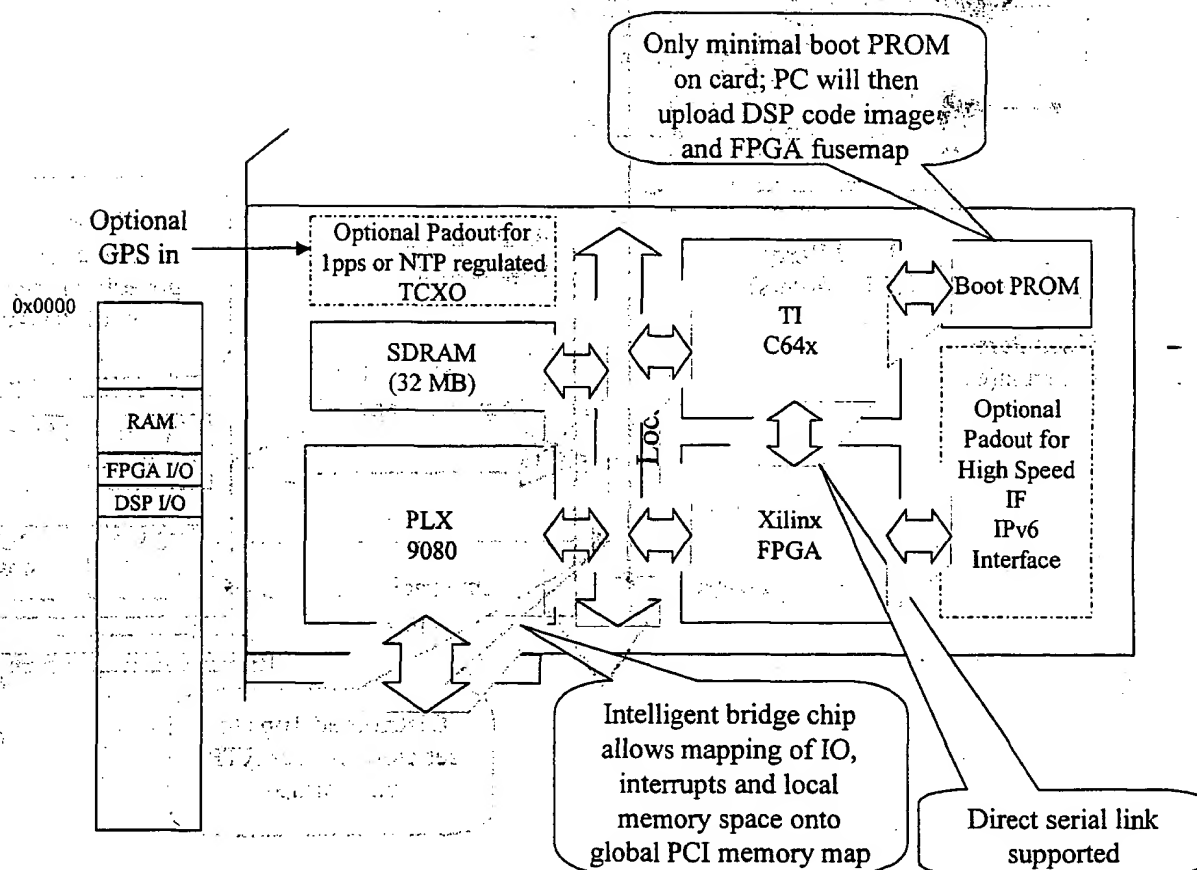 Only minimal boot PROM
on card; PC will then
upload DSP code image
and FPGA fusemap
Optional
GPS in
Optional Padout for
1pps or NTP regulated
TCXO
0x0000
RAM
FPGA I/O
DSP I/O
SDRAM
(32 MB)
TI
C64x
Boot PROM
Optional
Padout for
High Speed
IF
IPv6
Interface
PLX
9080
Xilinx
FPGA
Intelligent bridge chip
allows mapping of IO,
interrupts and local
memory space onto
global PCI memory map
Direct serial link
supported